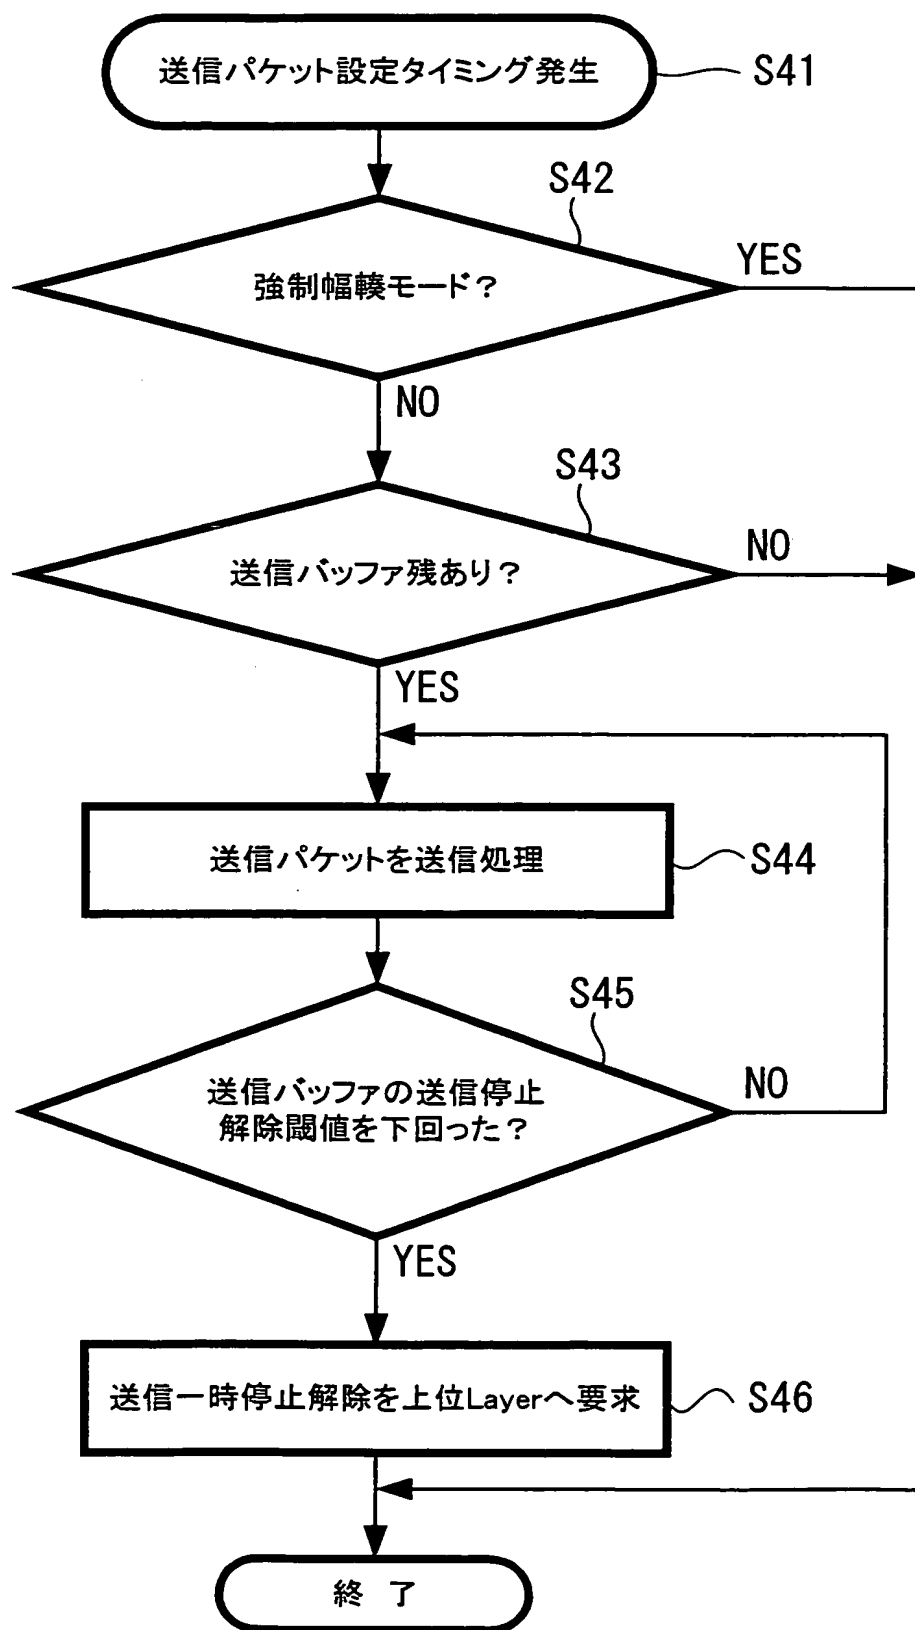 送信パケット設定タイミング発生
S41
S42
強制幅輳モード？
YES
NO
S43
送信バッファ残あり？
NO
YES
送信パケットを送信処理
S44
S45
送信バッファの送信停止
解除閾値を下回った？
NO
YES
送信一時停止解除を上位Layerへ要求
S46
終 了